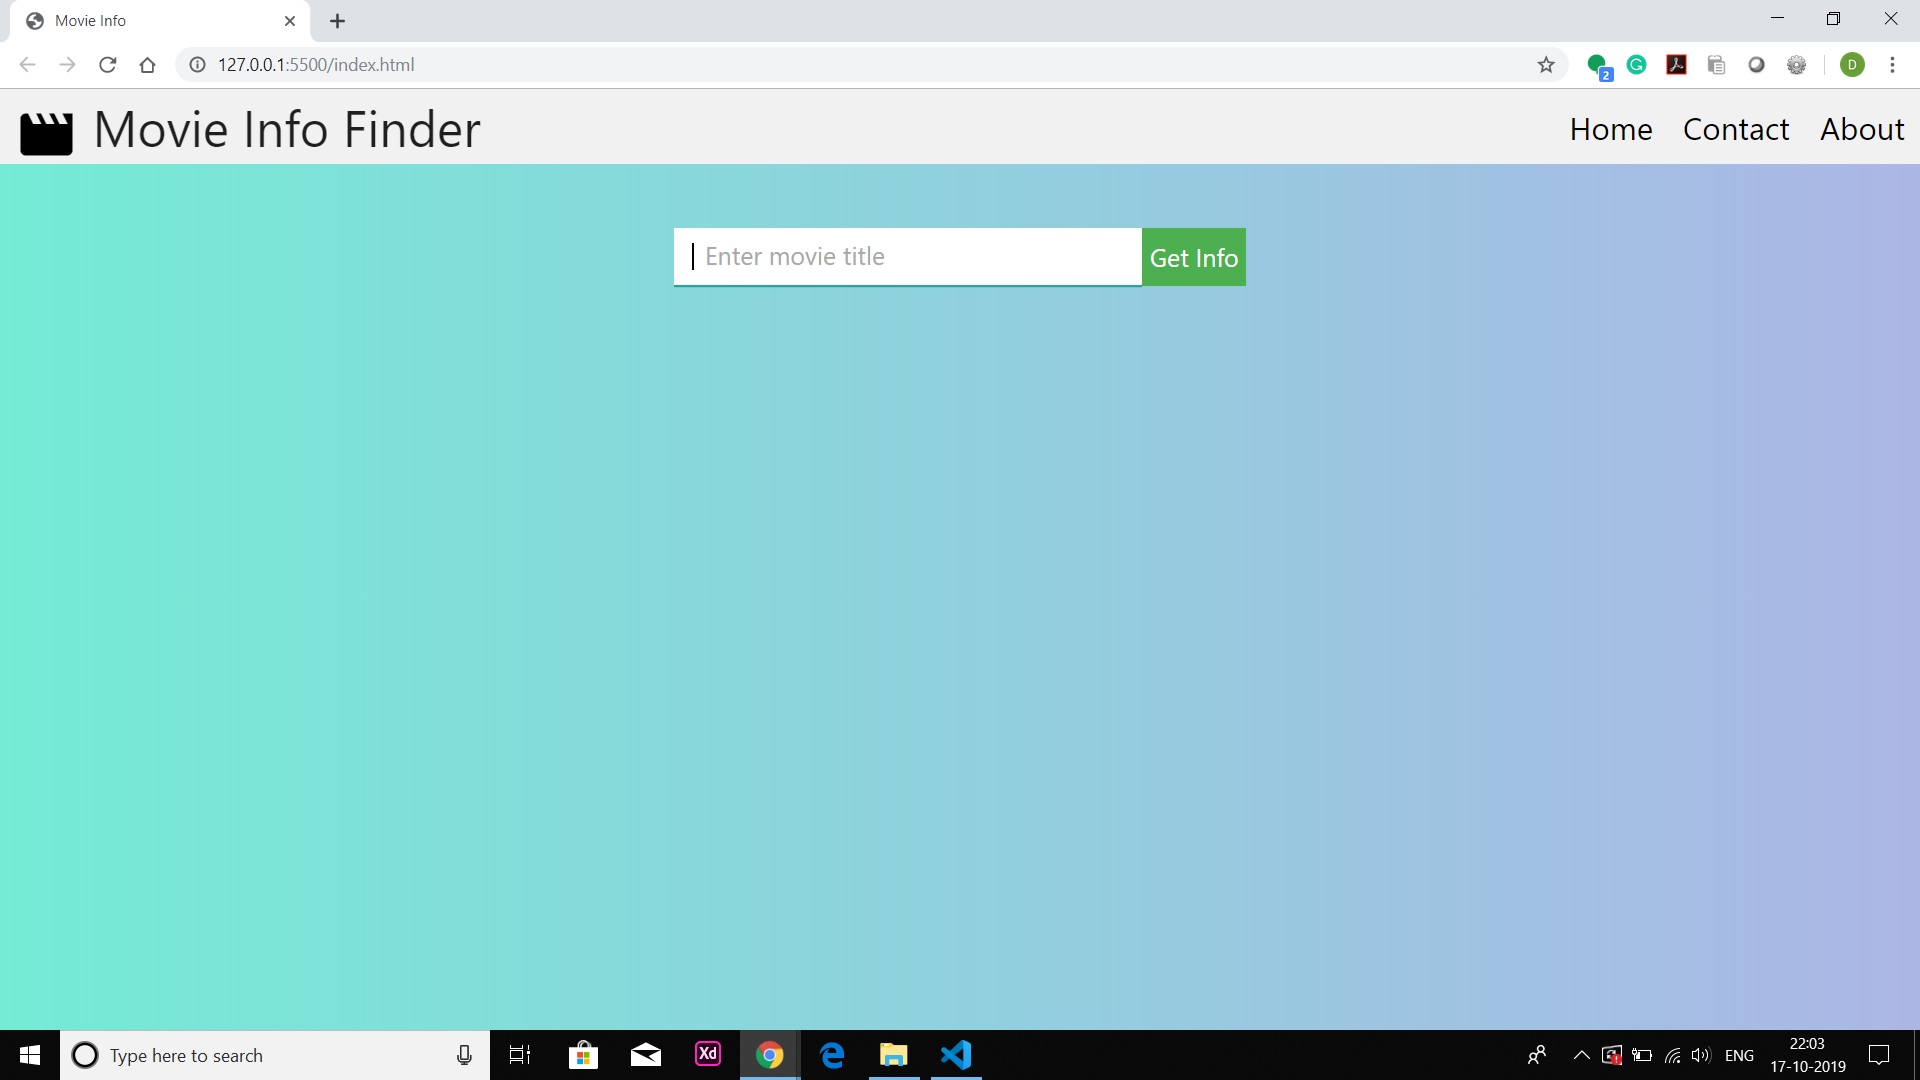 Movie Info
127.0.0.1:5500/index.html
2
D
Movie Info Finder
Home Contact About
Enter movie title
Get Info
Type here to search
Xd
ENG
22:03
17-10-2019